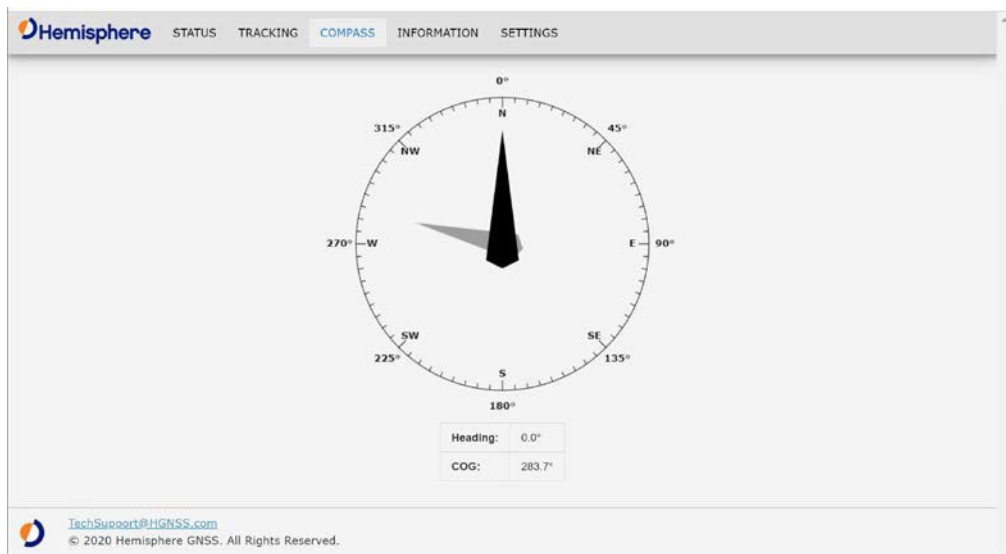 Hemisphere STATUS TRACKING COMPASS INFORMATION SETTINGS
0°
N
315° 45°
NW NE
270° W E 90°
SW SE
225° 135°
S
180°
Heading: 0.0°
COG: 283.7°
TechSupport@HGNSS.com
© 2020 Hemisphere GNSS. All Rights Reserved.